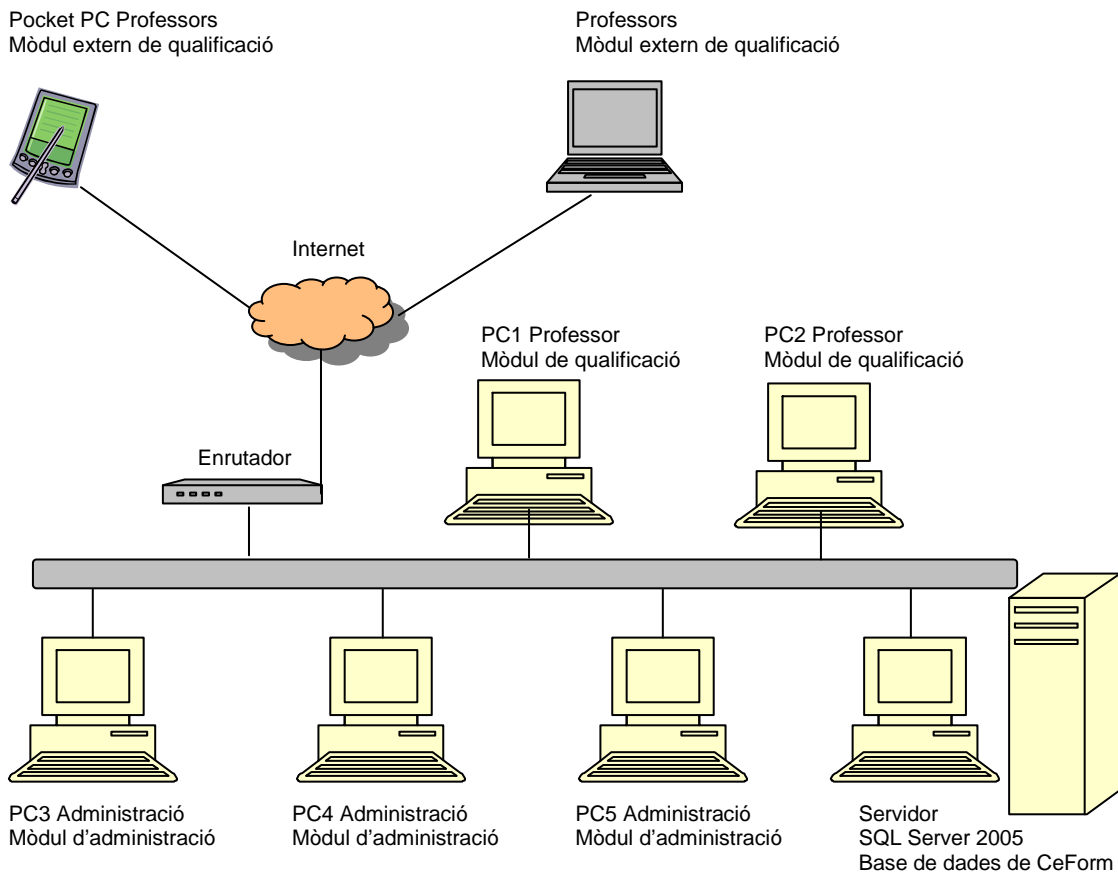 Pocket PC Professors
Mòdul extern de qualificació
Professors
Mòdul extern de qualificació
Internet
PC1 Professor
Mòdul de qualificació
PC2 Professor
Mòdul de qualificació
Enrutador
PC3 Administració
Mòdul d'administració
PC4 Administració
Mòdul d'administració
PC5 Administració
Mòdul d'administració
Servidor
SQL Server 2005
Base de dades de CeForm